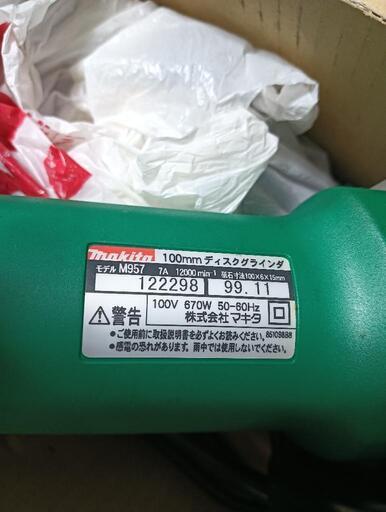 makita 100mm ディスクグラインダ
モデル M957 7A 12000 min⁻¹ 砥石寸法100×6×15mm
122298 99.11
100V 670W 50-60Hz
⚠警告 株式会社 マキタ
• ご使用前に取扱説明書を必ずよくお読みください。
• 感電の恐れがあります。雨中では使用しないでください。